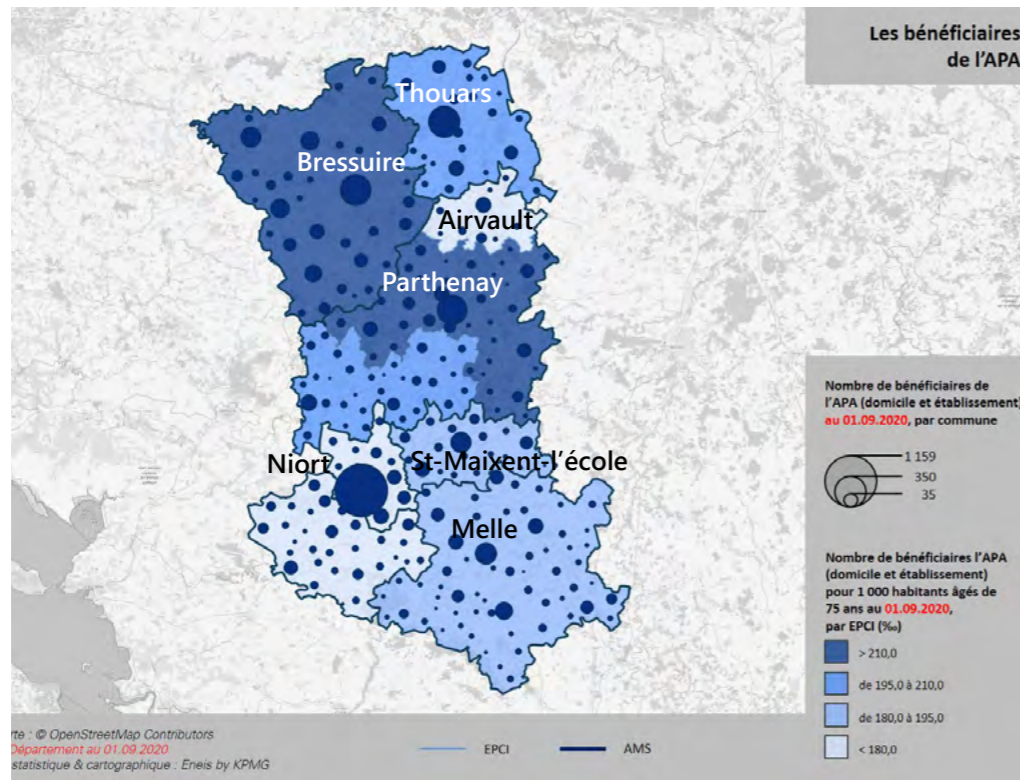 Les bénéficiaires
de l'APA
Thouars
Bressuire
Airvault
Parthenay
Niort
St-Maixent-l'école
Melle
Nombre de bénéficiaires de
l'APA (domicile et établissement)
au 01.09.2020, par commune
1 159
350
35
Nombre de bénéficiaires l'APA
(domicile et établissement)
pour 1 000 habitants âgés de
75 ans au 01.09.2020,
par EPCI (‰)
> 210,0
de 195,0 à 210,0
de 180,0 à 195,0
< 180,0
rte : © OpenStreetMap Contributors
Département au 01.09.2020
statistique & cartographique : Eneis by KPMG
EPCI
AMS